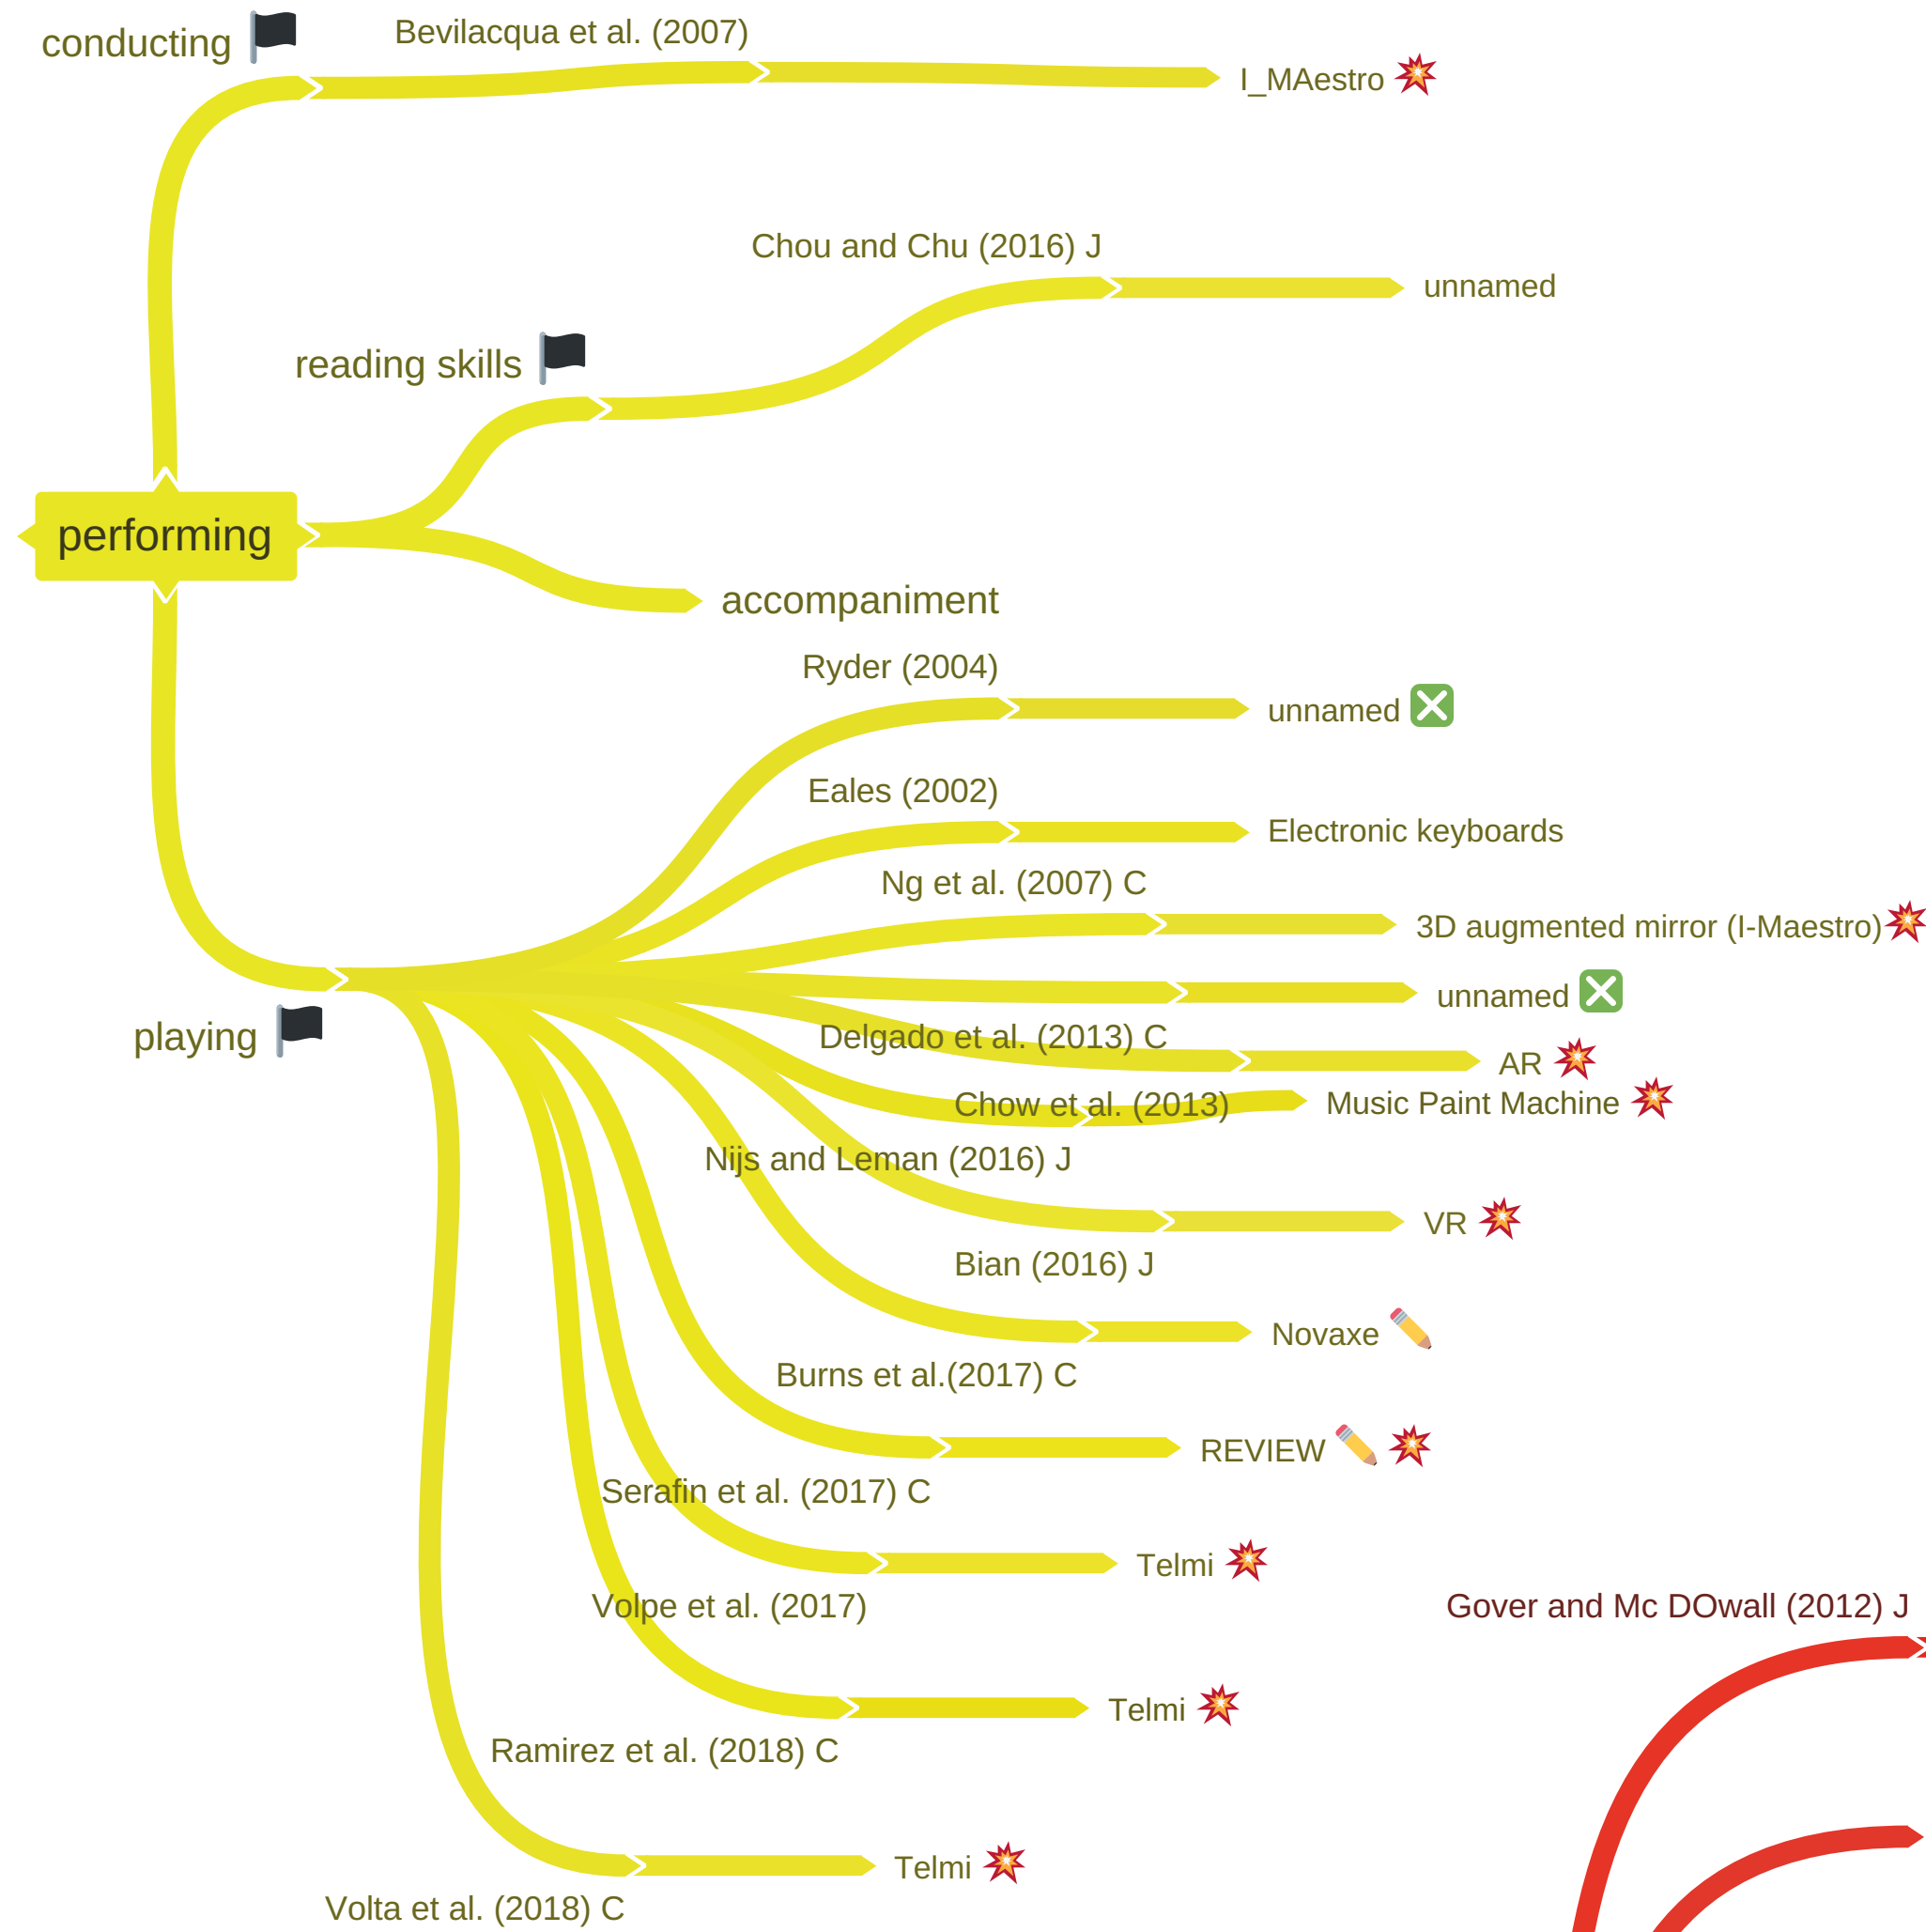 conducting
Bevilacqua et al. (2007)
I_MAestro
Chou and Chu (2016) J
unnamed
reading skills
performing
accompaniment
Ryder (2004)
unnamed
Eales (2002)
Electronic keyboards
Ng et al. (2007) C
3D augmented mirror (I-Maestro)
unnamed
playing
Delgado et al. (2013) C
AR
Chow et al. (2013)
Music Paint Machine
Nijs and Leman (2016) J
VR
Bian (2016) J
Novaxe
Burns et al.(2017) C
REVIEW
Serafin et al. (2017) C
Telmi
Volpe et al. (2017)
Gover and Mc DOwall (2012) J
Telmi
Ramirez et al. (2018) C
Telmi
Volta et al. (2018) C